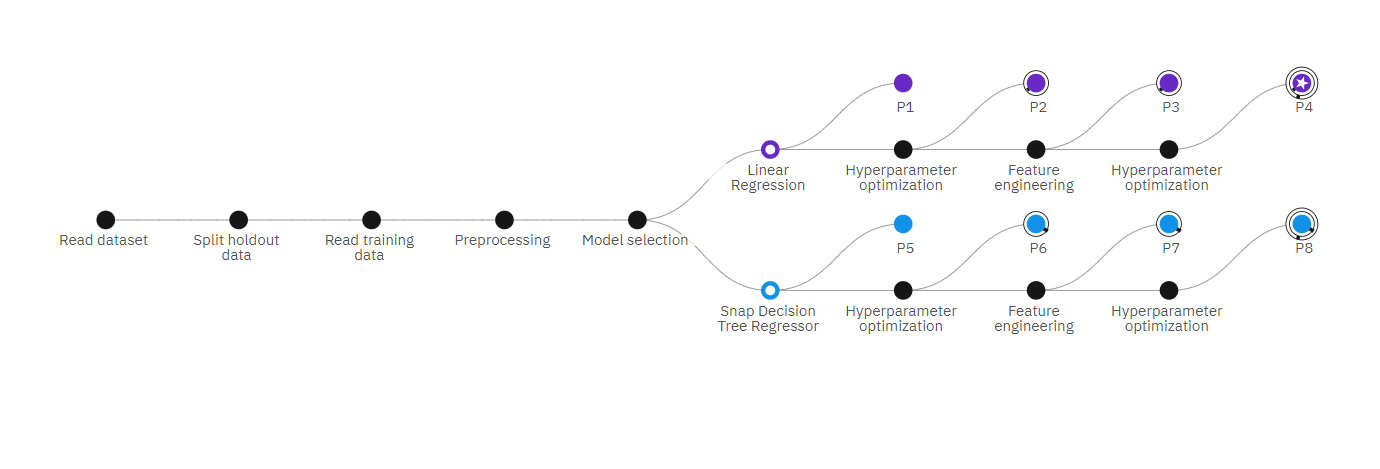 P1
P2
P3
P4
Linear
Regression
Hyperparameter
optimization
Feature
engineering
Hyperparameter
optimization
Read dataset
Split holdout
data
Read training
data
Preprocessing
Model selection
P5
P6
P7
P8
Snap Decision
Tree Regressor
Hyperparameter
optimization
Feature
engineering
Hyperparameter
optimization